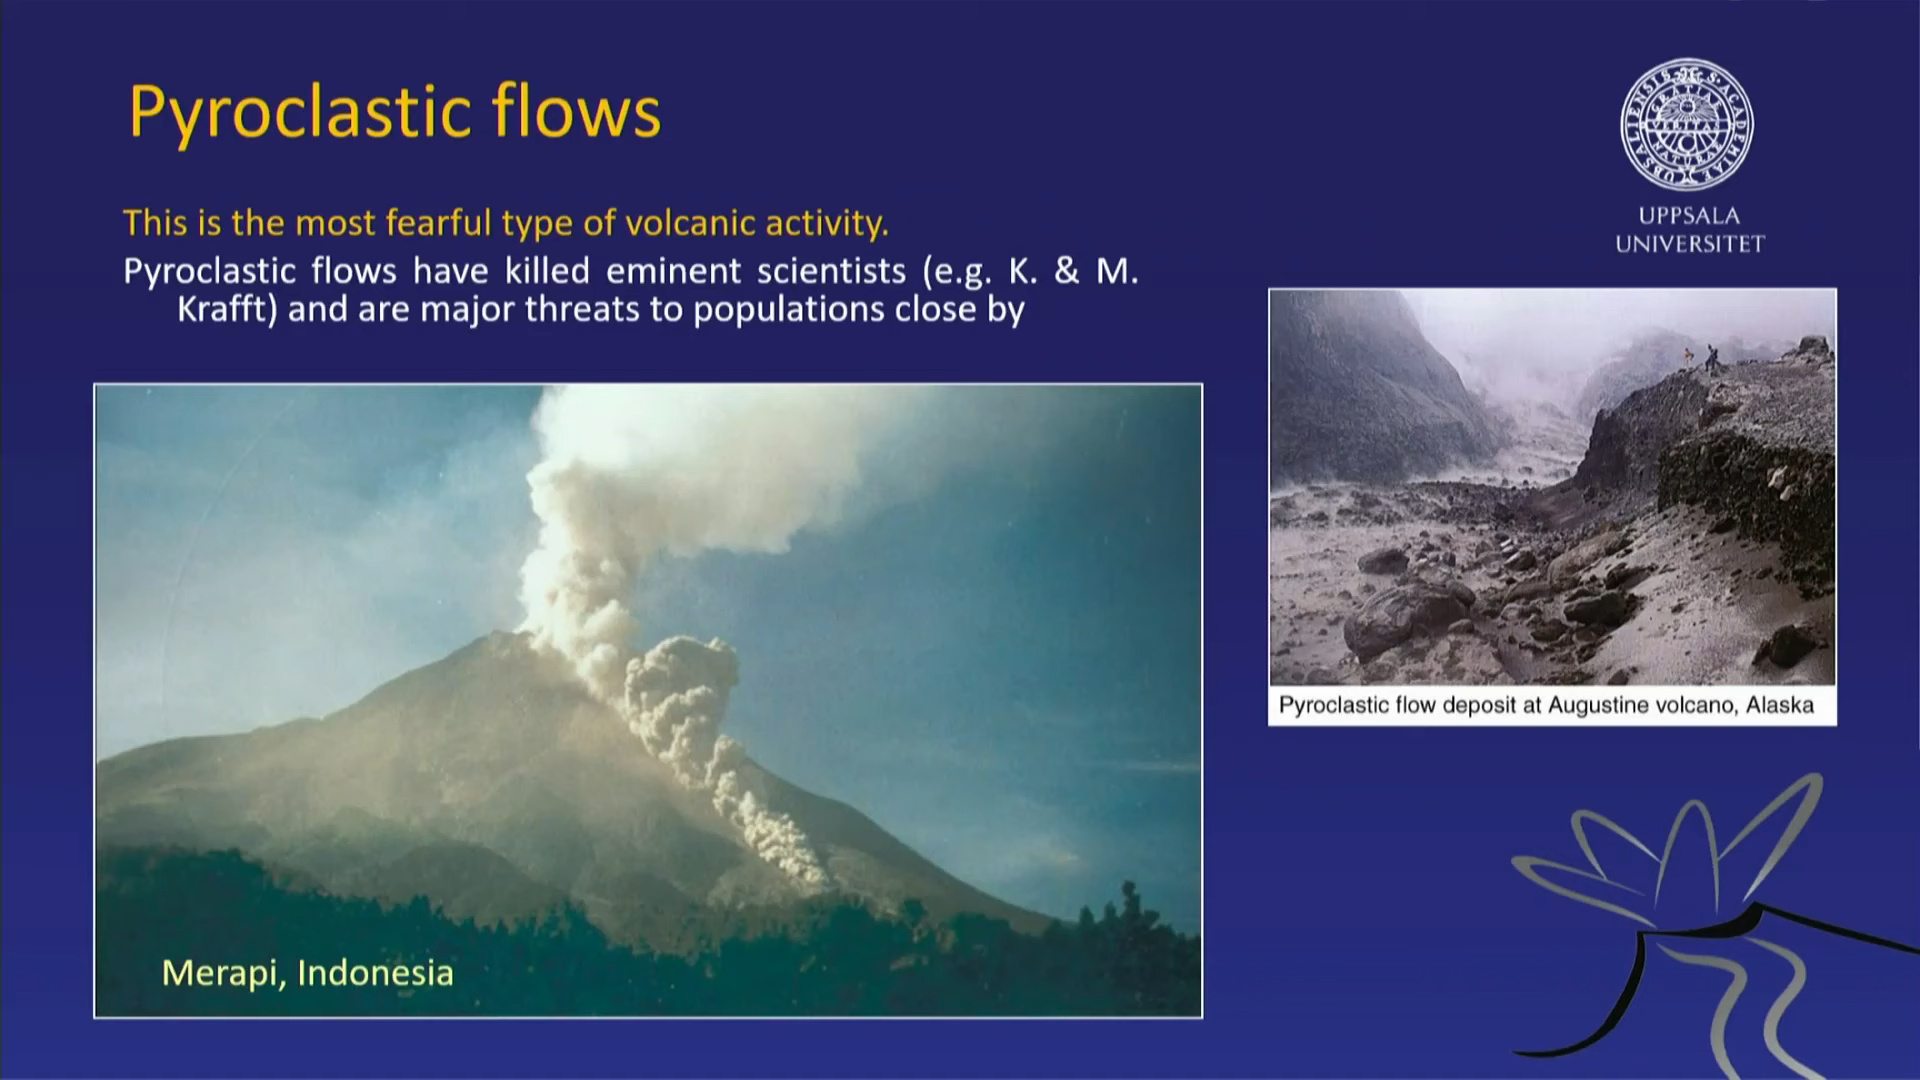 Pyroclastic flows
This is the most fearful type of volcanic activity.
Pyroclastic flows have killed eminent scientists (e.g. K. & M.
Krafft) and are major threats to populations close by
UPPSALA
UNIVERSITET
Pyroclastic flow deposit at Augustine volcano, Alaska
Merapi, Indonesia